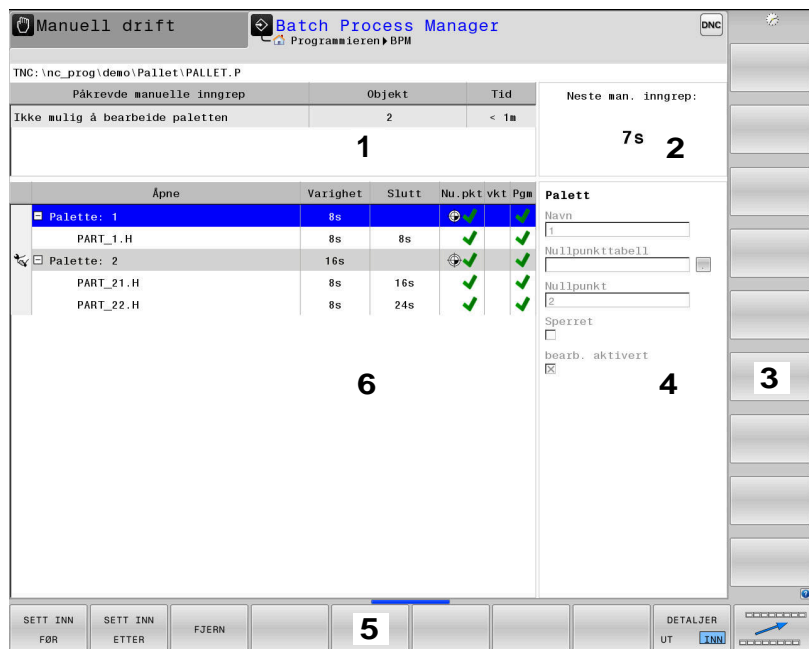 Manuell drift
Batch Process Manager
Programmieren BPM
DNC
TNC:\nc_prog\demo\Pallet\PALLET.P
Påkrevde manuelle inngrep Objekt Tid
Ikke mulig å bearbeide paletten 2 < 1m
1
Neste man. inngrep:
7s
2
Åpne Varighet Slutt Nu.pkt vkt Pgm
Palette: 1 8s
PART_1.H 8s 8s
Palette: 2 16s
PART_21.H 8s 16s
PART_22.H 8s 24s
6
Palett
Navn
1
Nullpunkttabell
Nullpunkt
2
Sperret
bearb. aktivert
4
3
SETT INN FØR
SETT INN ETTER
FJERN
5
DETALJER
UT INN